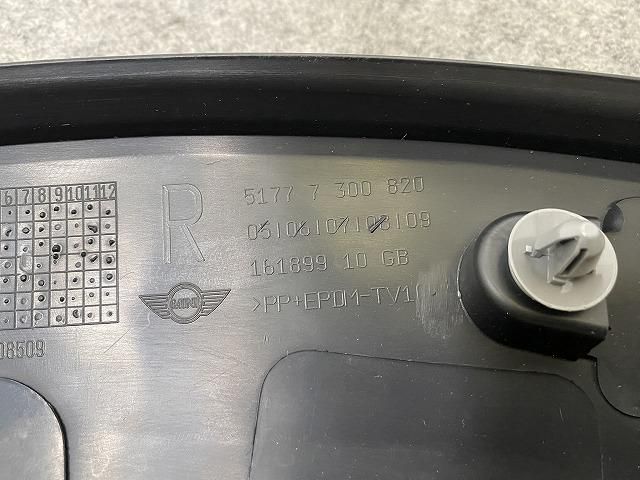 6 7 8 9 10 11 12
R
5177 7 300 820
05|06|07|08|09
161899 10 GB
MINI
>PP+EPDM-TV1
08509